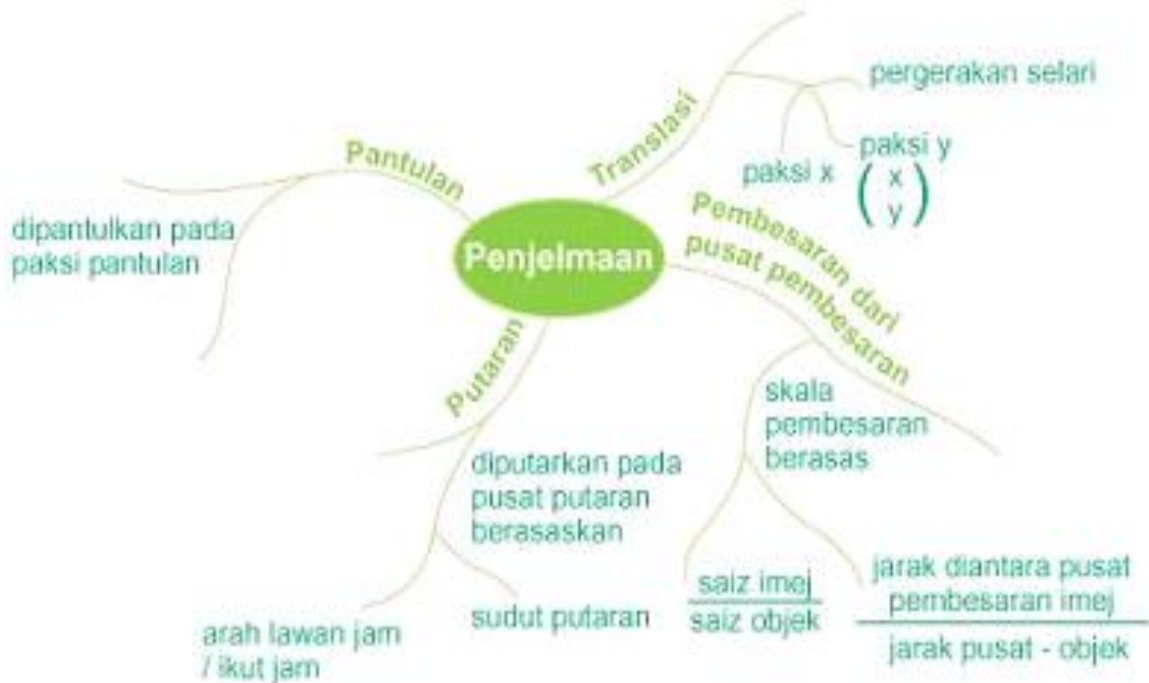 Penjelmaan
Translasi
pergerakan selari
paksi x
paksi y
( x
y )
Pembesaran dari
pusat pembesaran
skala
pembesaran
berasas
saiz imej
saiz objek
jarak diantara pusat
pembesaran imej
jarak pusat - objek
Putaran
diputarkan pada
pusat putaran
berasaskan
sudut putaran
arah lawan jam
/ ikut jam
Pantulan
dipantulkan pada
paksi pantulan